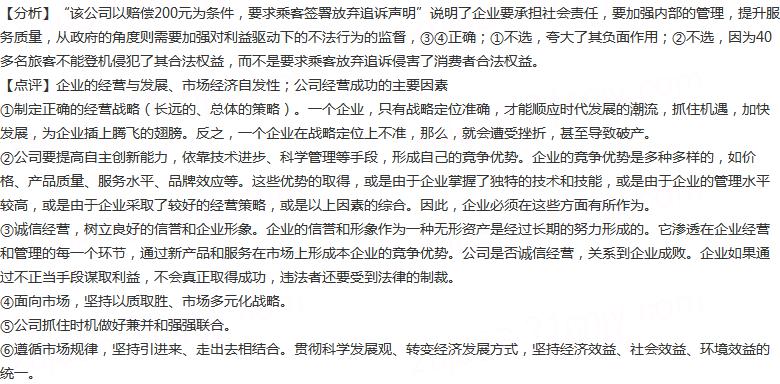 【分析】“该公司以赔偿200元为条件，要求乘客签署放弃追诉声明”说明了企业要承担社会责任，要加强内部的管理，提升服
务质量，从政府的角度则需要加强对利益驱动下的不法行为的监督，③④正确；①不选，夸大了其负面作用；②不选，因为40
多名旅客不能登机侵犯了其合法权益，而不是要求乘客放弃追诉侵害了消费者合法权益。
【点评】企业的经营与发展、市场经济自发性；公司经营成功的主要因素
①制定正确的经营战略（长远的、总体的策略）。一个企业，只有战略定位准确，才能顺应时代发展的潮流，抓住机遇，加快
发展，为企业插上腾飞的翅膀。反之，一个企业在战略定位上不准，那么，就会遭受挫折，甚至导致破产。
②公司要提高自主创新能力，依靠技术进步、科学管理等手段，形成自己的竞争优势。企业的竞争优势是多种多样的，如价
格、产品质量、服务水平、品牌效应等。这些优势的取得，或是由于企业掌握了独特的技术和技能，或是由于企业的管理水平
较高，或是由于企业采取了较好的经营策略，或是以上因素的综合。因此，企业必须在这些方面有所作为。
③诚信经营，树立良好的信誉和企业形象。企业的信誉和形象作为一种无形资产是经过长期的努力形成的。它渗透在企业经营
和管理的每一个环节，通过新产品和服务在市场上形成本企业的竞争优势。公司是否诚信经营，关系到企业成败。企业如果通
过不正当手段谋取利益，不会真正取得成功，违法者还要受到法律的制裁。
④面向市场，坚持以质取胜、市场多元化战略。
⑤公司抓住时机做好兼并和强强联合。
⑥遵循市场规律，坚持引进来、走出去相结合。贯彻科学发展观、转变经济发展方式，坚持经济效益、社会效益、环境效益的
统一。